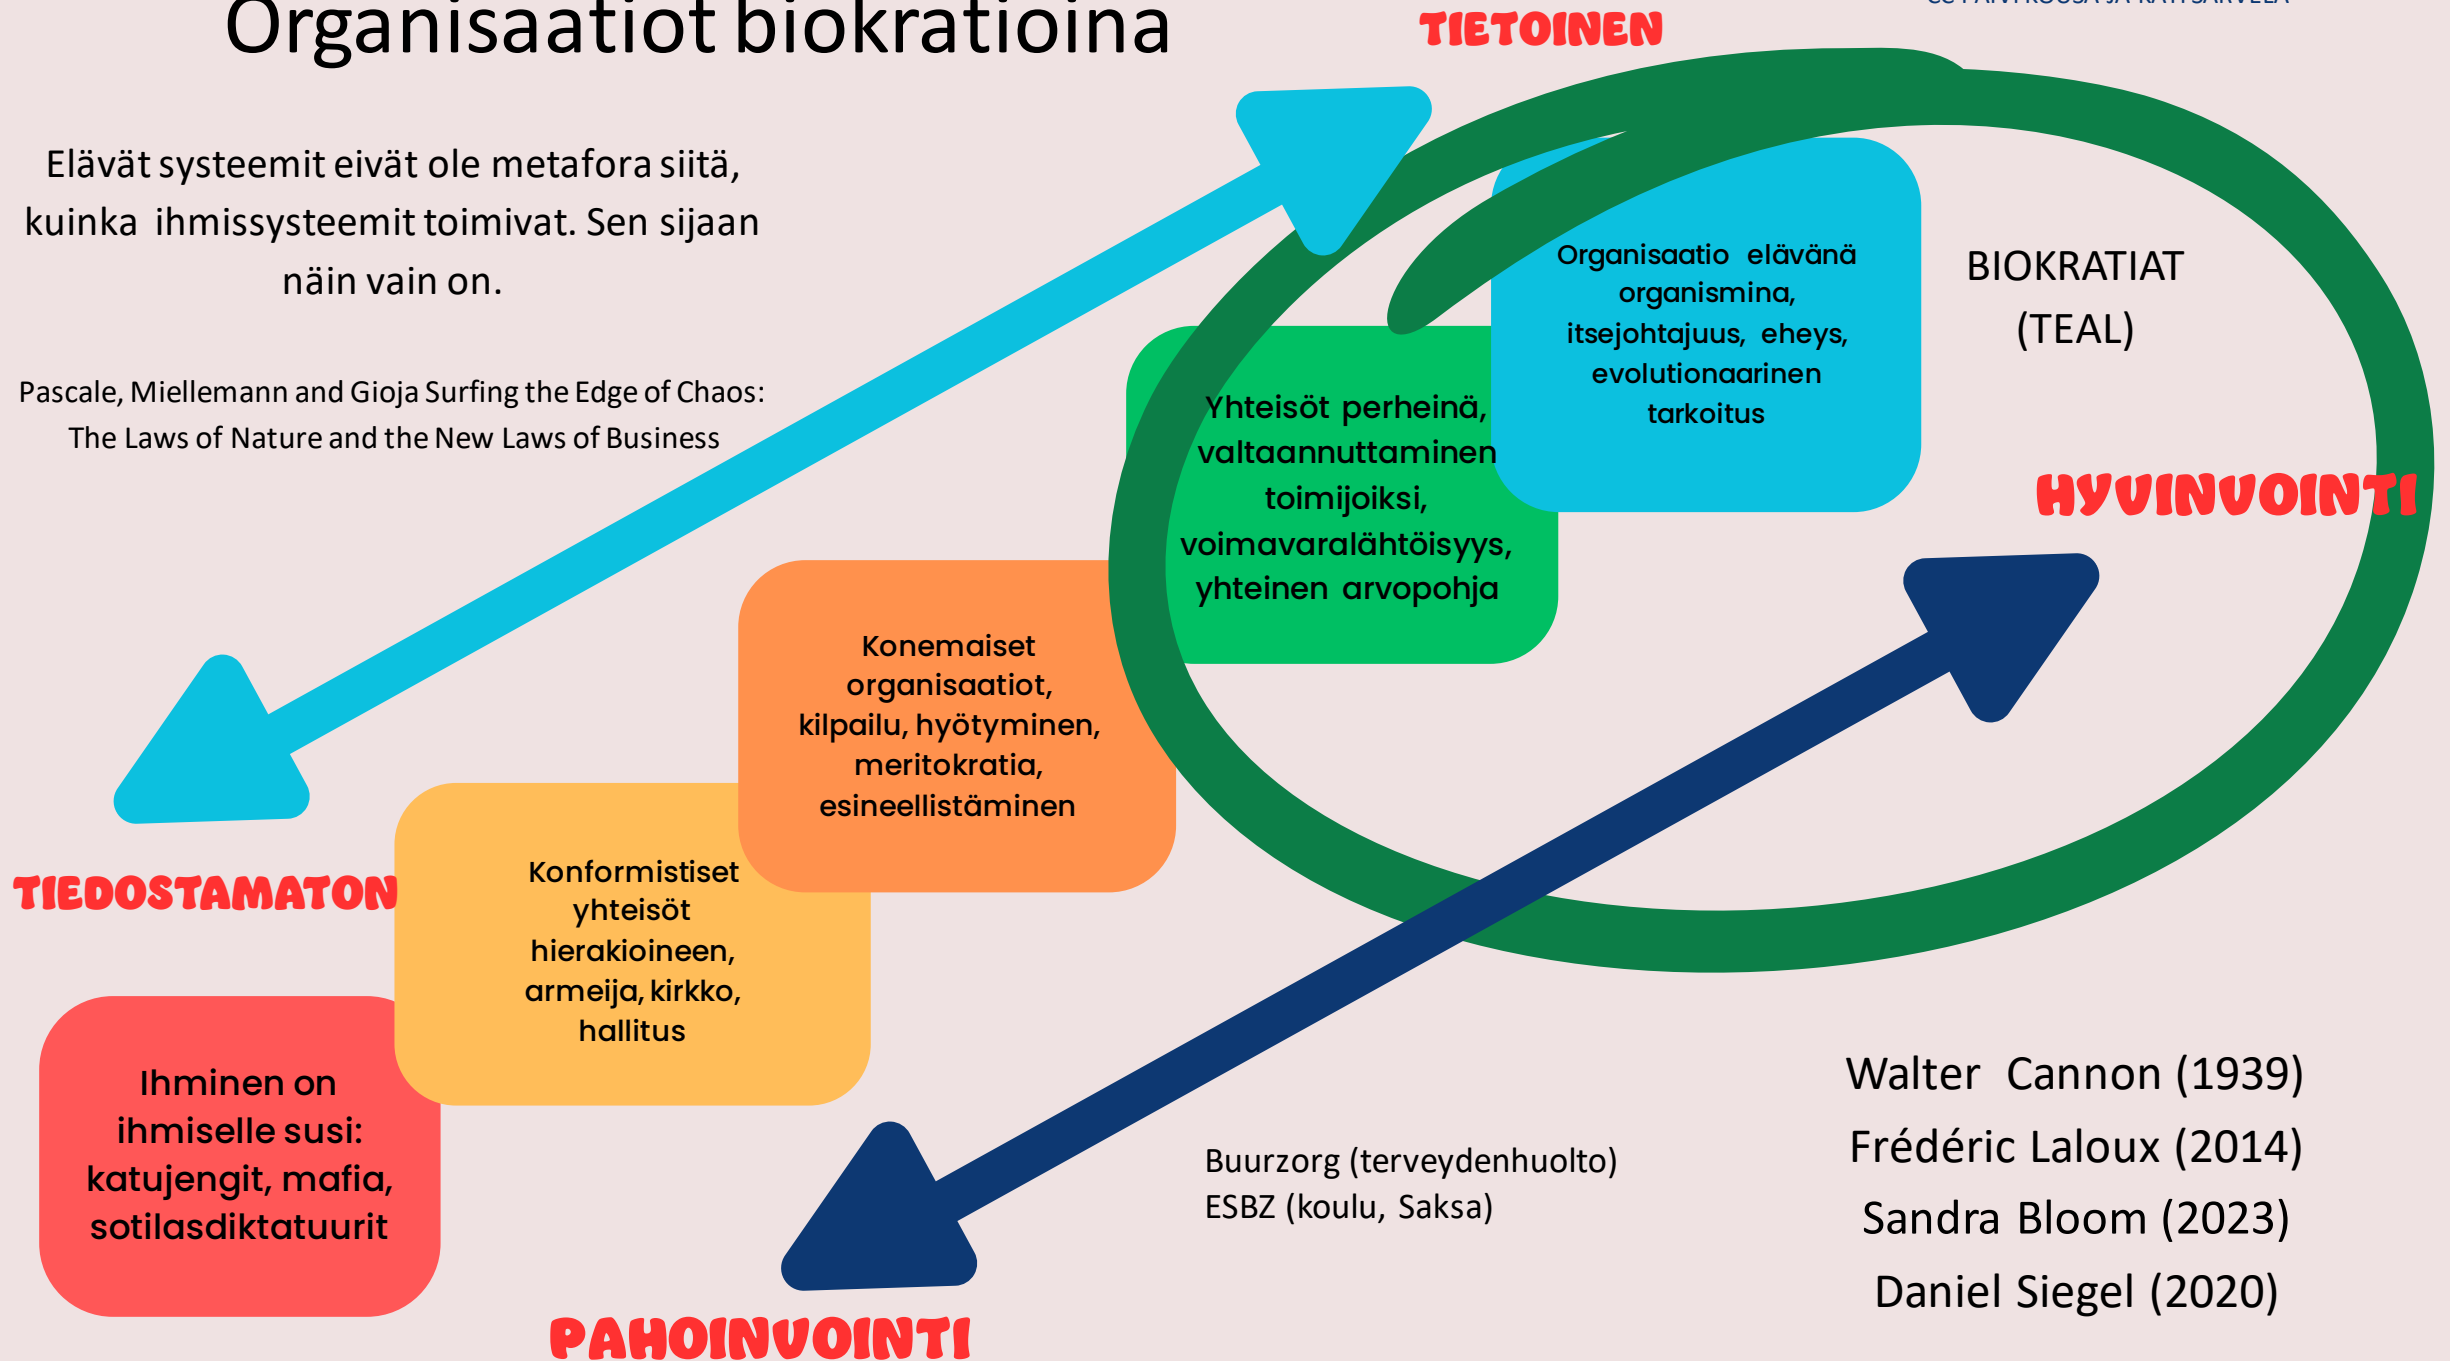 Organisaatiot biokratioina
TIETOINEN
Elävät systeemit eivät ole metafora siitä,
kuinka ihmissysteemit toimivat. Sen sijaan
näin vain on.
Pascale, Miellemann and Gioja Surfing the Edge of Chaos:
The Laws of Nature and the New Laws of Business
Organisaatio elävänä
organismina,
itsejohtajuus, eheys,
evolutionaarinen
tarkoitus
BIOKRATIAT
(TEAL)
Yhteisöt perheinä,
valtaannuttaminen
toimijoiksi,
voimavaralähtöisyys,
yhteinen arvopohja
HYVINVOINTI
Konemaiset
organisaatiot,
kilpailu, hyötyminen,
meritokratia,
esineellistäminen
TIEDOSTAMATON
Konformistiset
yhteisöt
hierakioineen,
armeija, kirkko,
hallitus
Ihminen on
ihmiselle susi:
katujengit, mafia,
sotilasdiktatuurit
PAHOINVOINTI
Buurzorg (terveydenhuolto)
ESBZ (koulu, Saksa)
Walter Cannon (1939)
Frédéric Laloux (2014)
Sandra Bloom (2023)
Daniel Siegel (2020)